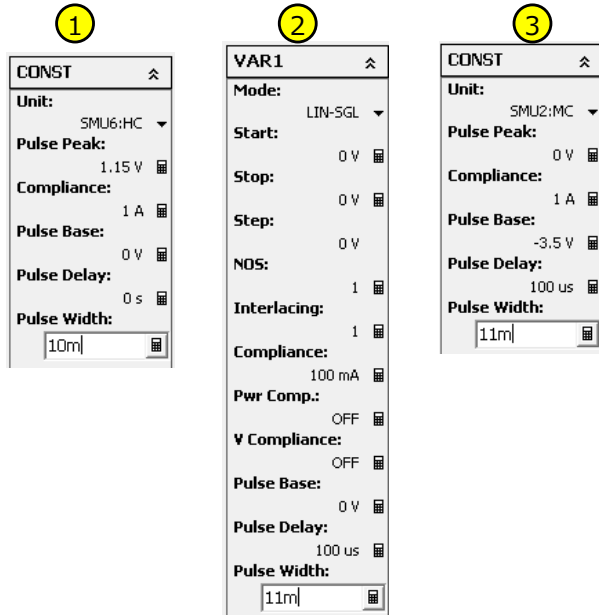 1
CONST
Unit:
SMU6:HC
Pulse Peak:
1.15 V
Compliance:
1 A
Pulse Base:
0 V
Pulse Delay:
0 s
Pulse Width:
10m
2
VAR1
Mode:
LIN-SGL
Start:
0 V
Stop:
0 V
Step:
0 V
NOS:
1
Interlacing:
1
Compliance:
100 mA
Pwr Comp.:
OFF
V Compliance:
OFF
Pulse Base:
0 V
Pulse Delay:
100 us
Pulse Width:
11m
3
CONST
Unit:
SMU2:MC
Pulse Peak:
0 V
Compliance:
1 A
Pulse Base:
-3.5 V
Pulse Delay:
100 us
Pulse Width:
11m